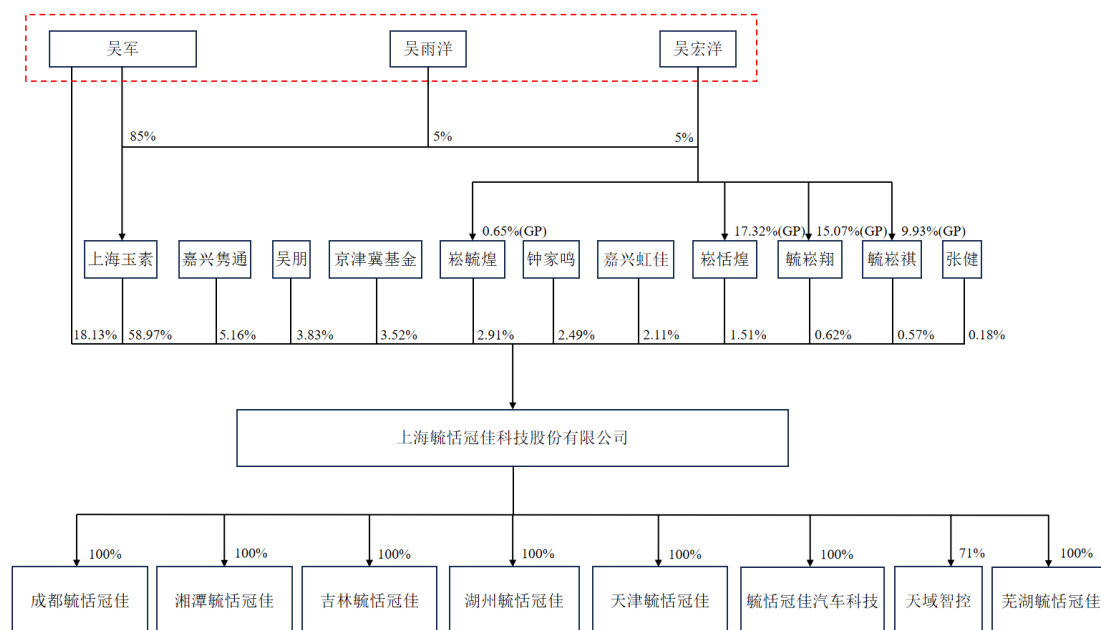 吴军
吴雨洋
吴宏洋
85%
5%
5%
0.65%(GP)
17.32%(GP)
15.07%(GP)
9.93%(GP)
上海玉素
嘉兴隽通
吴朋
京津冀基金
崧毓煌
钟家鸣
嘉兴虹佳
崧恬煌
毓崧翔
毓崧祺
张健
18.13%
58.97%
5.16%
3.83%
3.52%
2.91%
2.49%
2.11%
1.51%
0.62%
0.57%
0.18%
上海毓恬冠佳科技股份有限公司
100%
100%
100%
100%
100%
100%
71%
100%
成都毓恬冠佳
湘潭毓恬冠佳
吉林毓恬冠佳
湖州毓恬冠佳
天津毓恬冠佳
毓恬冠佳汽车科技
天域智控
芜湖毓恬冠佳